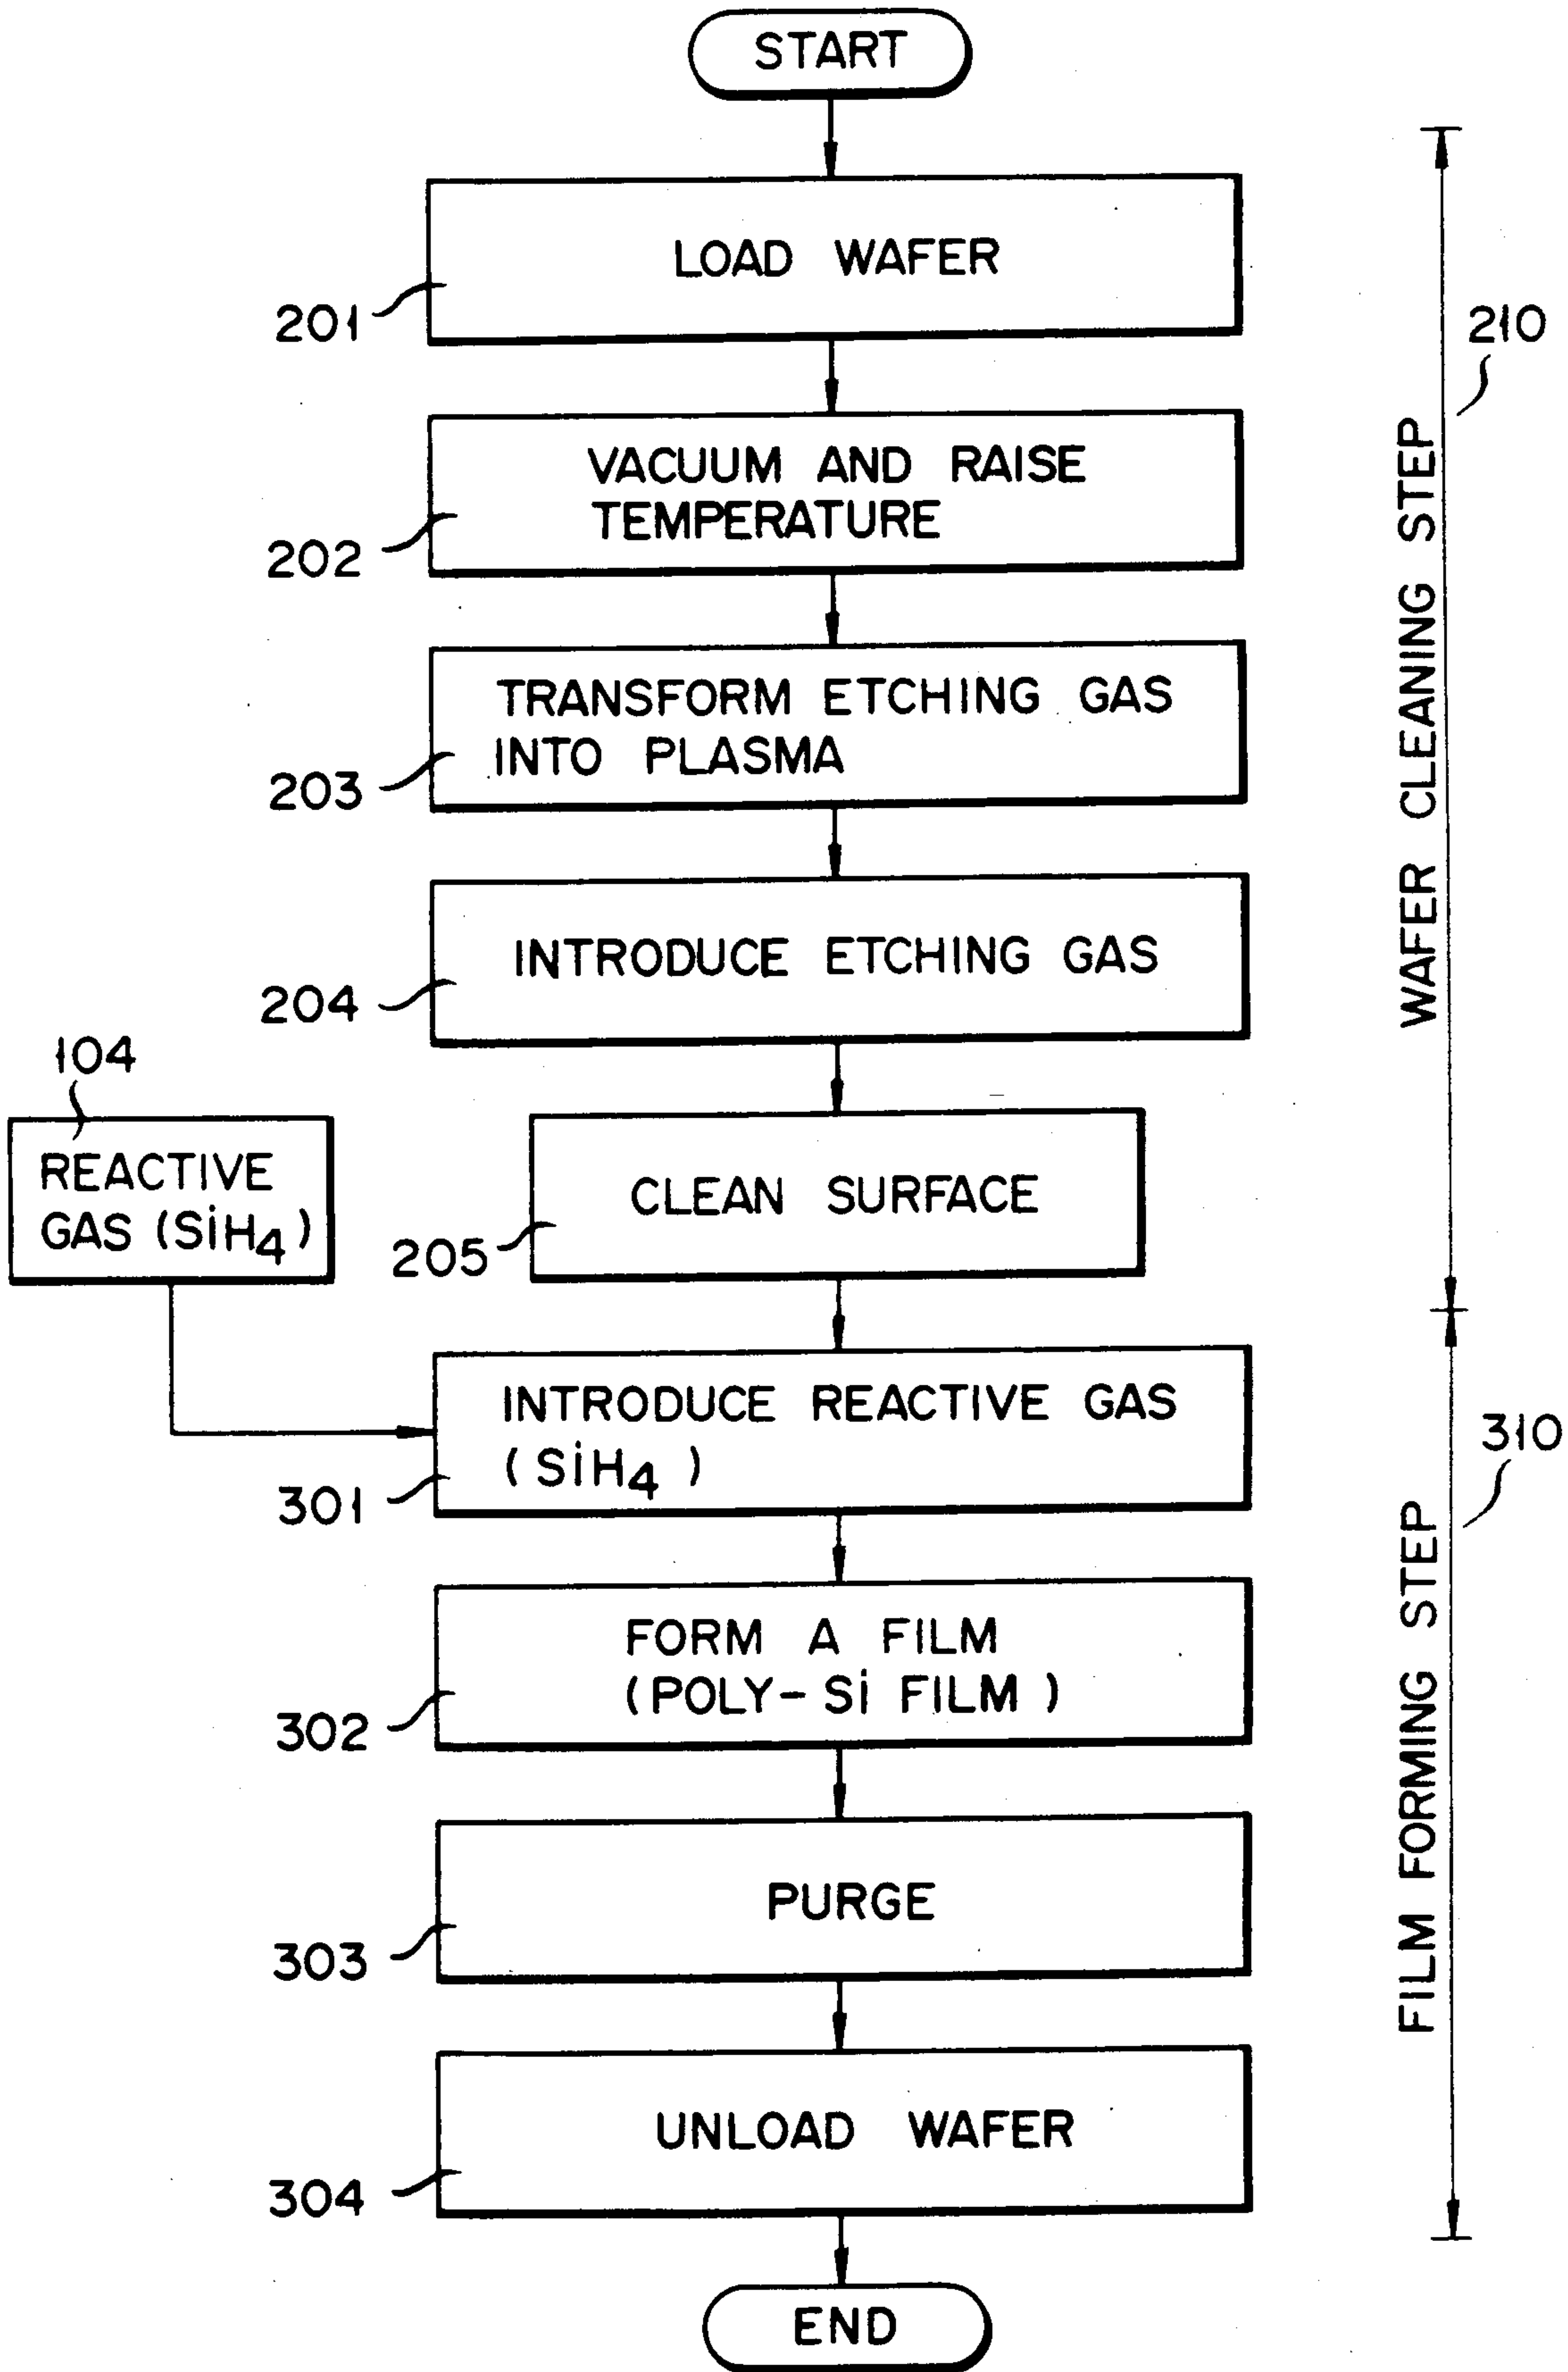 START
LOAD WAFER
201
210
VACUUM AND RAISE
TEMPERATURE
202
TRANSFORM ETCHING GAS
INTO PLASMA
203
INTRODUCE ETCHING GAS
204
WAFER CLEANING STEP
104
REACTIVE
GAS (SiH4)
CLEAN SURFACE
205
INTRODUCE REACTIVE GAS
(SiH4)
301
310
FORM A FILM
(POLY-Si FILM)
302
FILM FORMING STEP
PURGE
303
UNLOAD WAFER
304
END